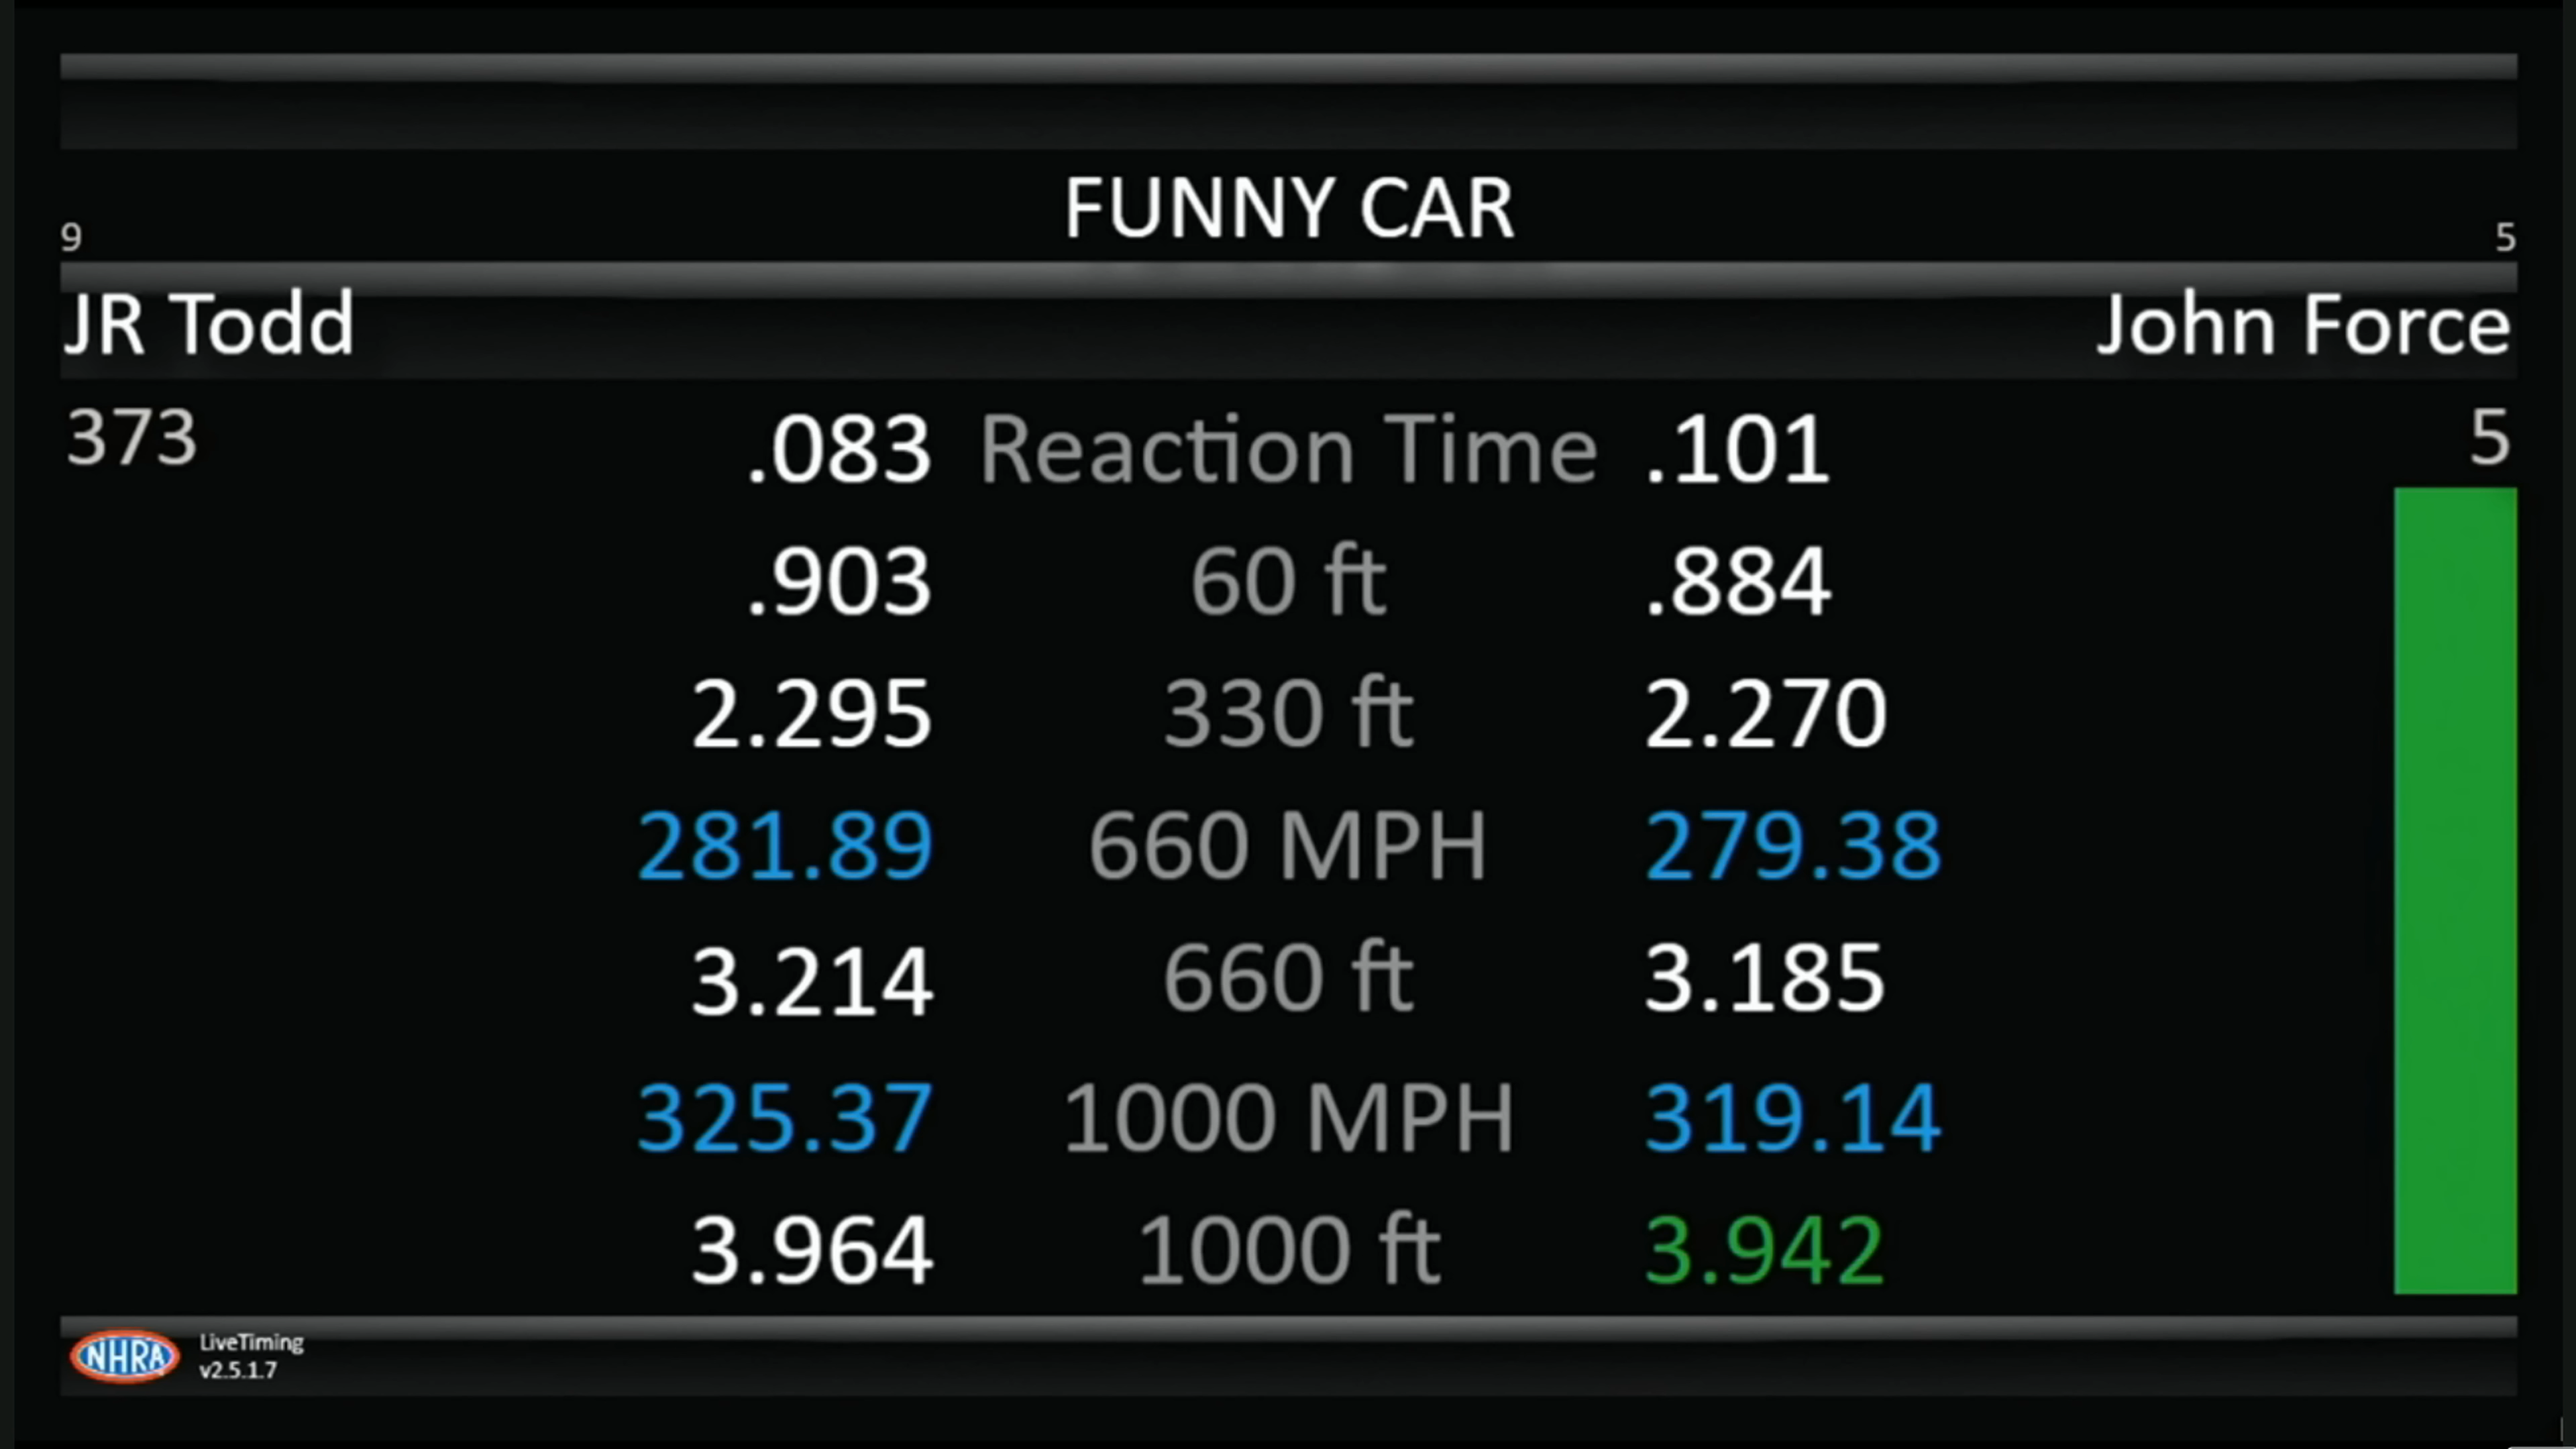 FUNNY CAR
9 5
JR Todd John Force
373 .083 Reaction Time .101 5
.903 60 ft .884
2.295 330 ft 2.270
281.89 660 MPH 279.38
3.214 660 ft 3.185
325.37 1000 MPH 319.14
3.964 1000 ft 3.942
NHRA LiveTiming
v2.5.1.7